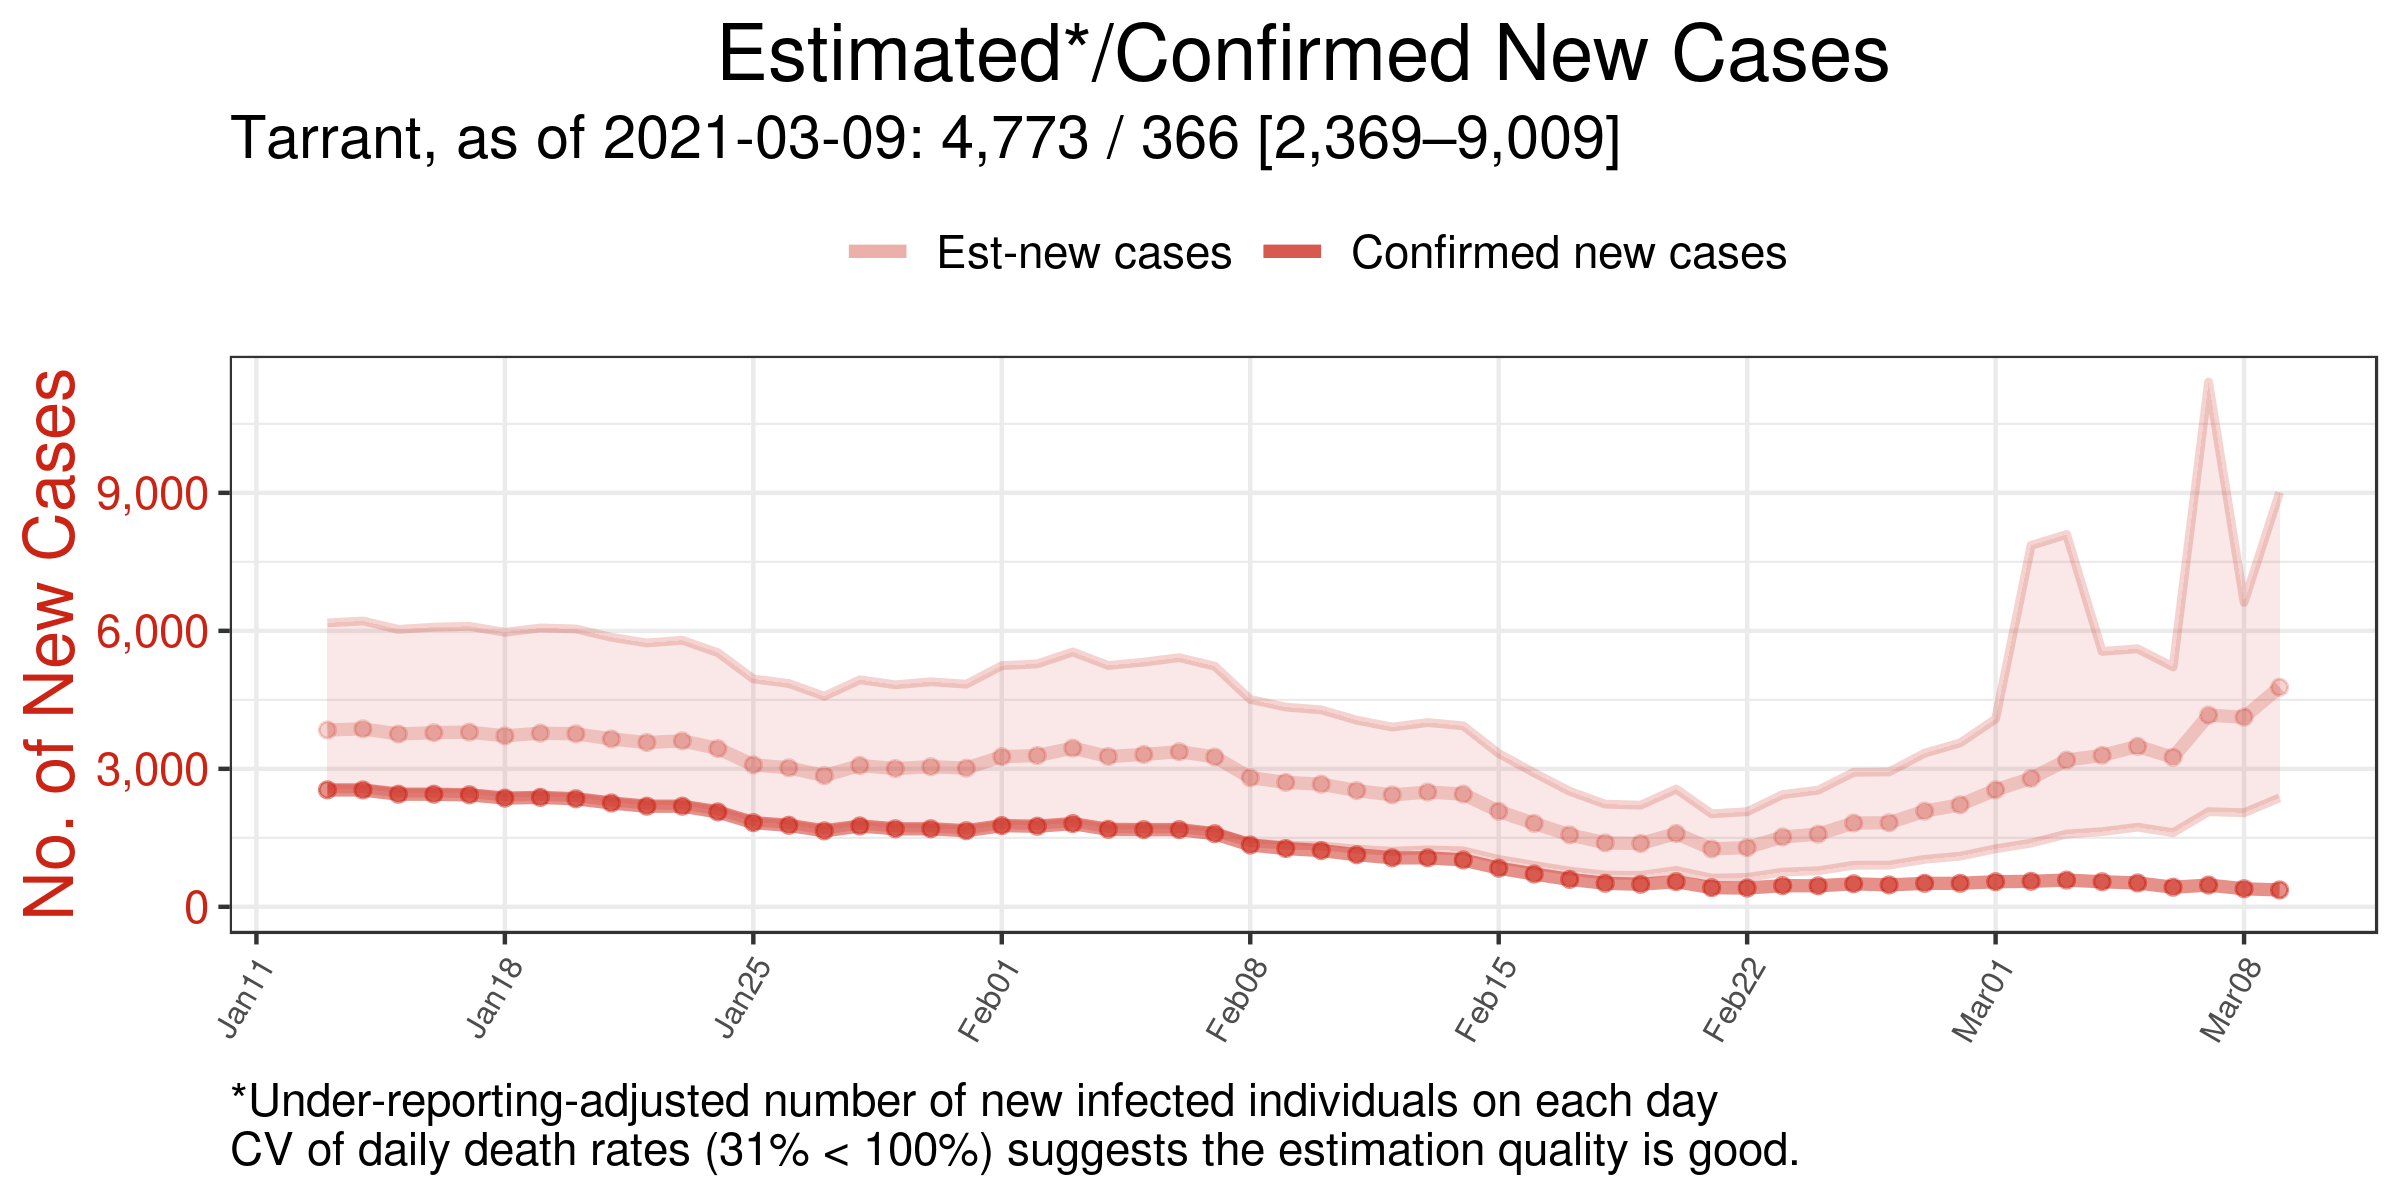 Estimated*/Confirmed New Cases
Tarrant, as of 2021-03-09: 4,773 / 366 [2,369–9,009]
Est-new cases
Confirmed new cases
No. of New Cases
9,000
6,000
3,000
0
Jan11
Jan18
Jan25
Feb01
Feb08
Feb15
Feb22
Mar01
Mar08
*Under-reporting-adjusted number of new infected individuals on each day
CV of daily death rates (31% < 100%) suggests the estimation quality is good.